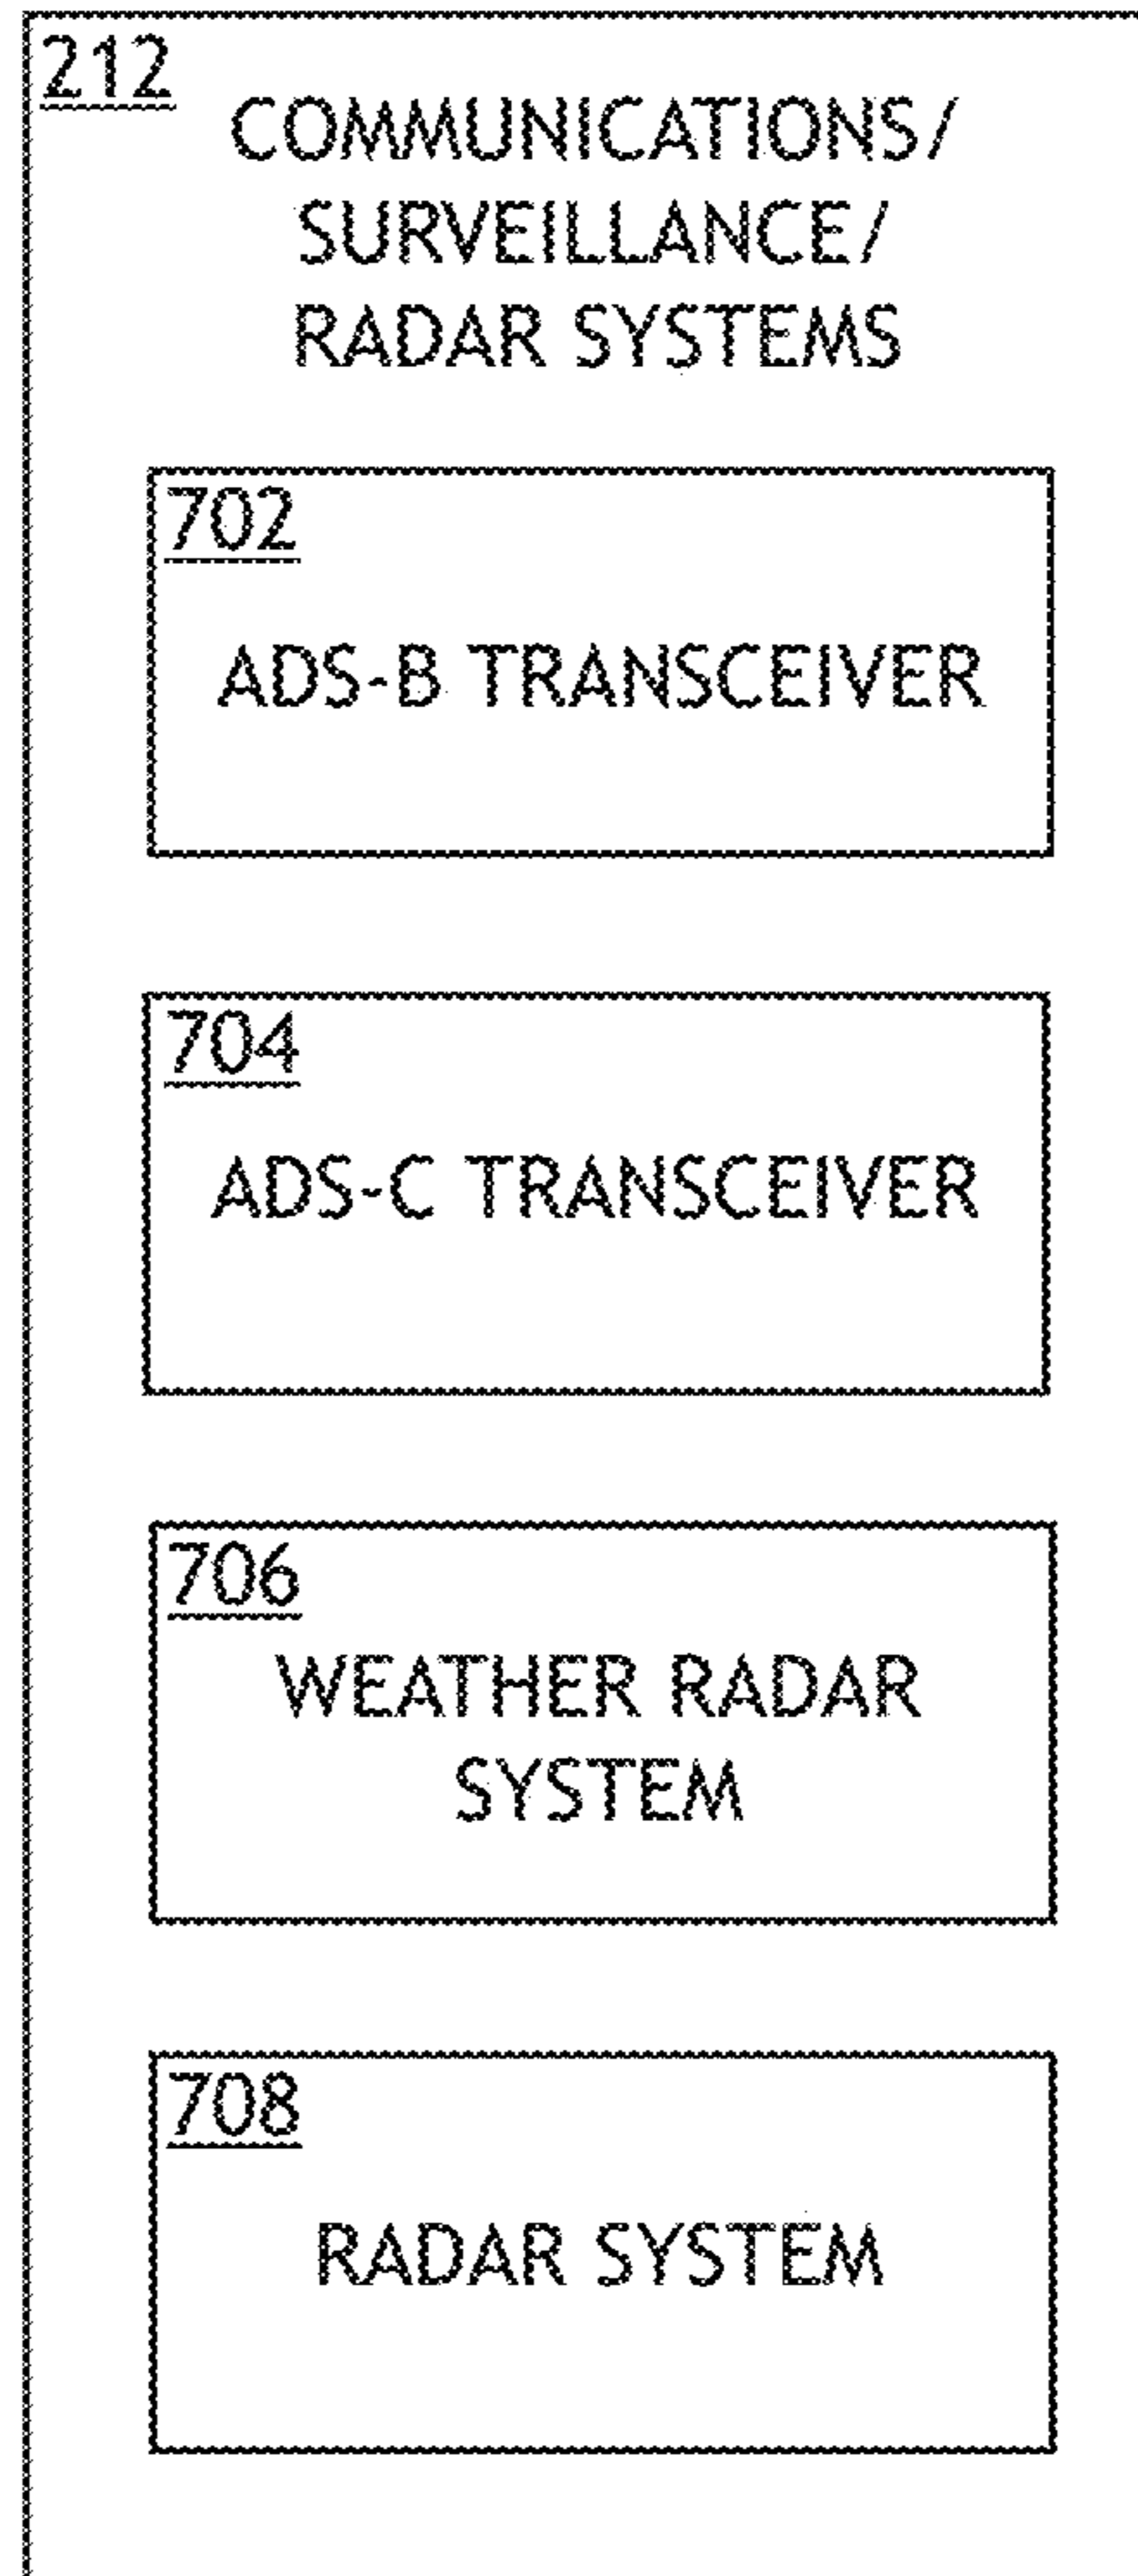 212
COMMUNICATIONS/
SURVEILLANCE/
RADAR SYSTEMS
702
ADS-B TRANSCEIVER
704
ADS-C TRANSCEIVER
706
WEATHER RADAR
SYSTEM
708
RADAR SYSTEM